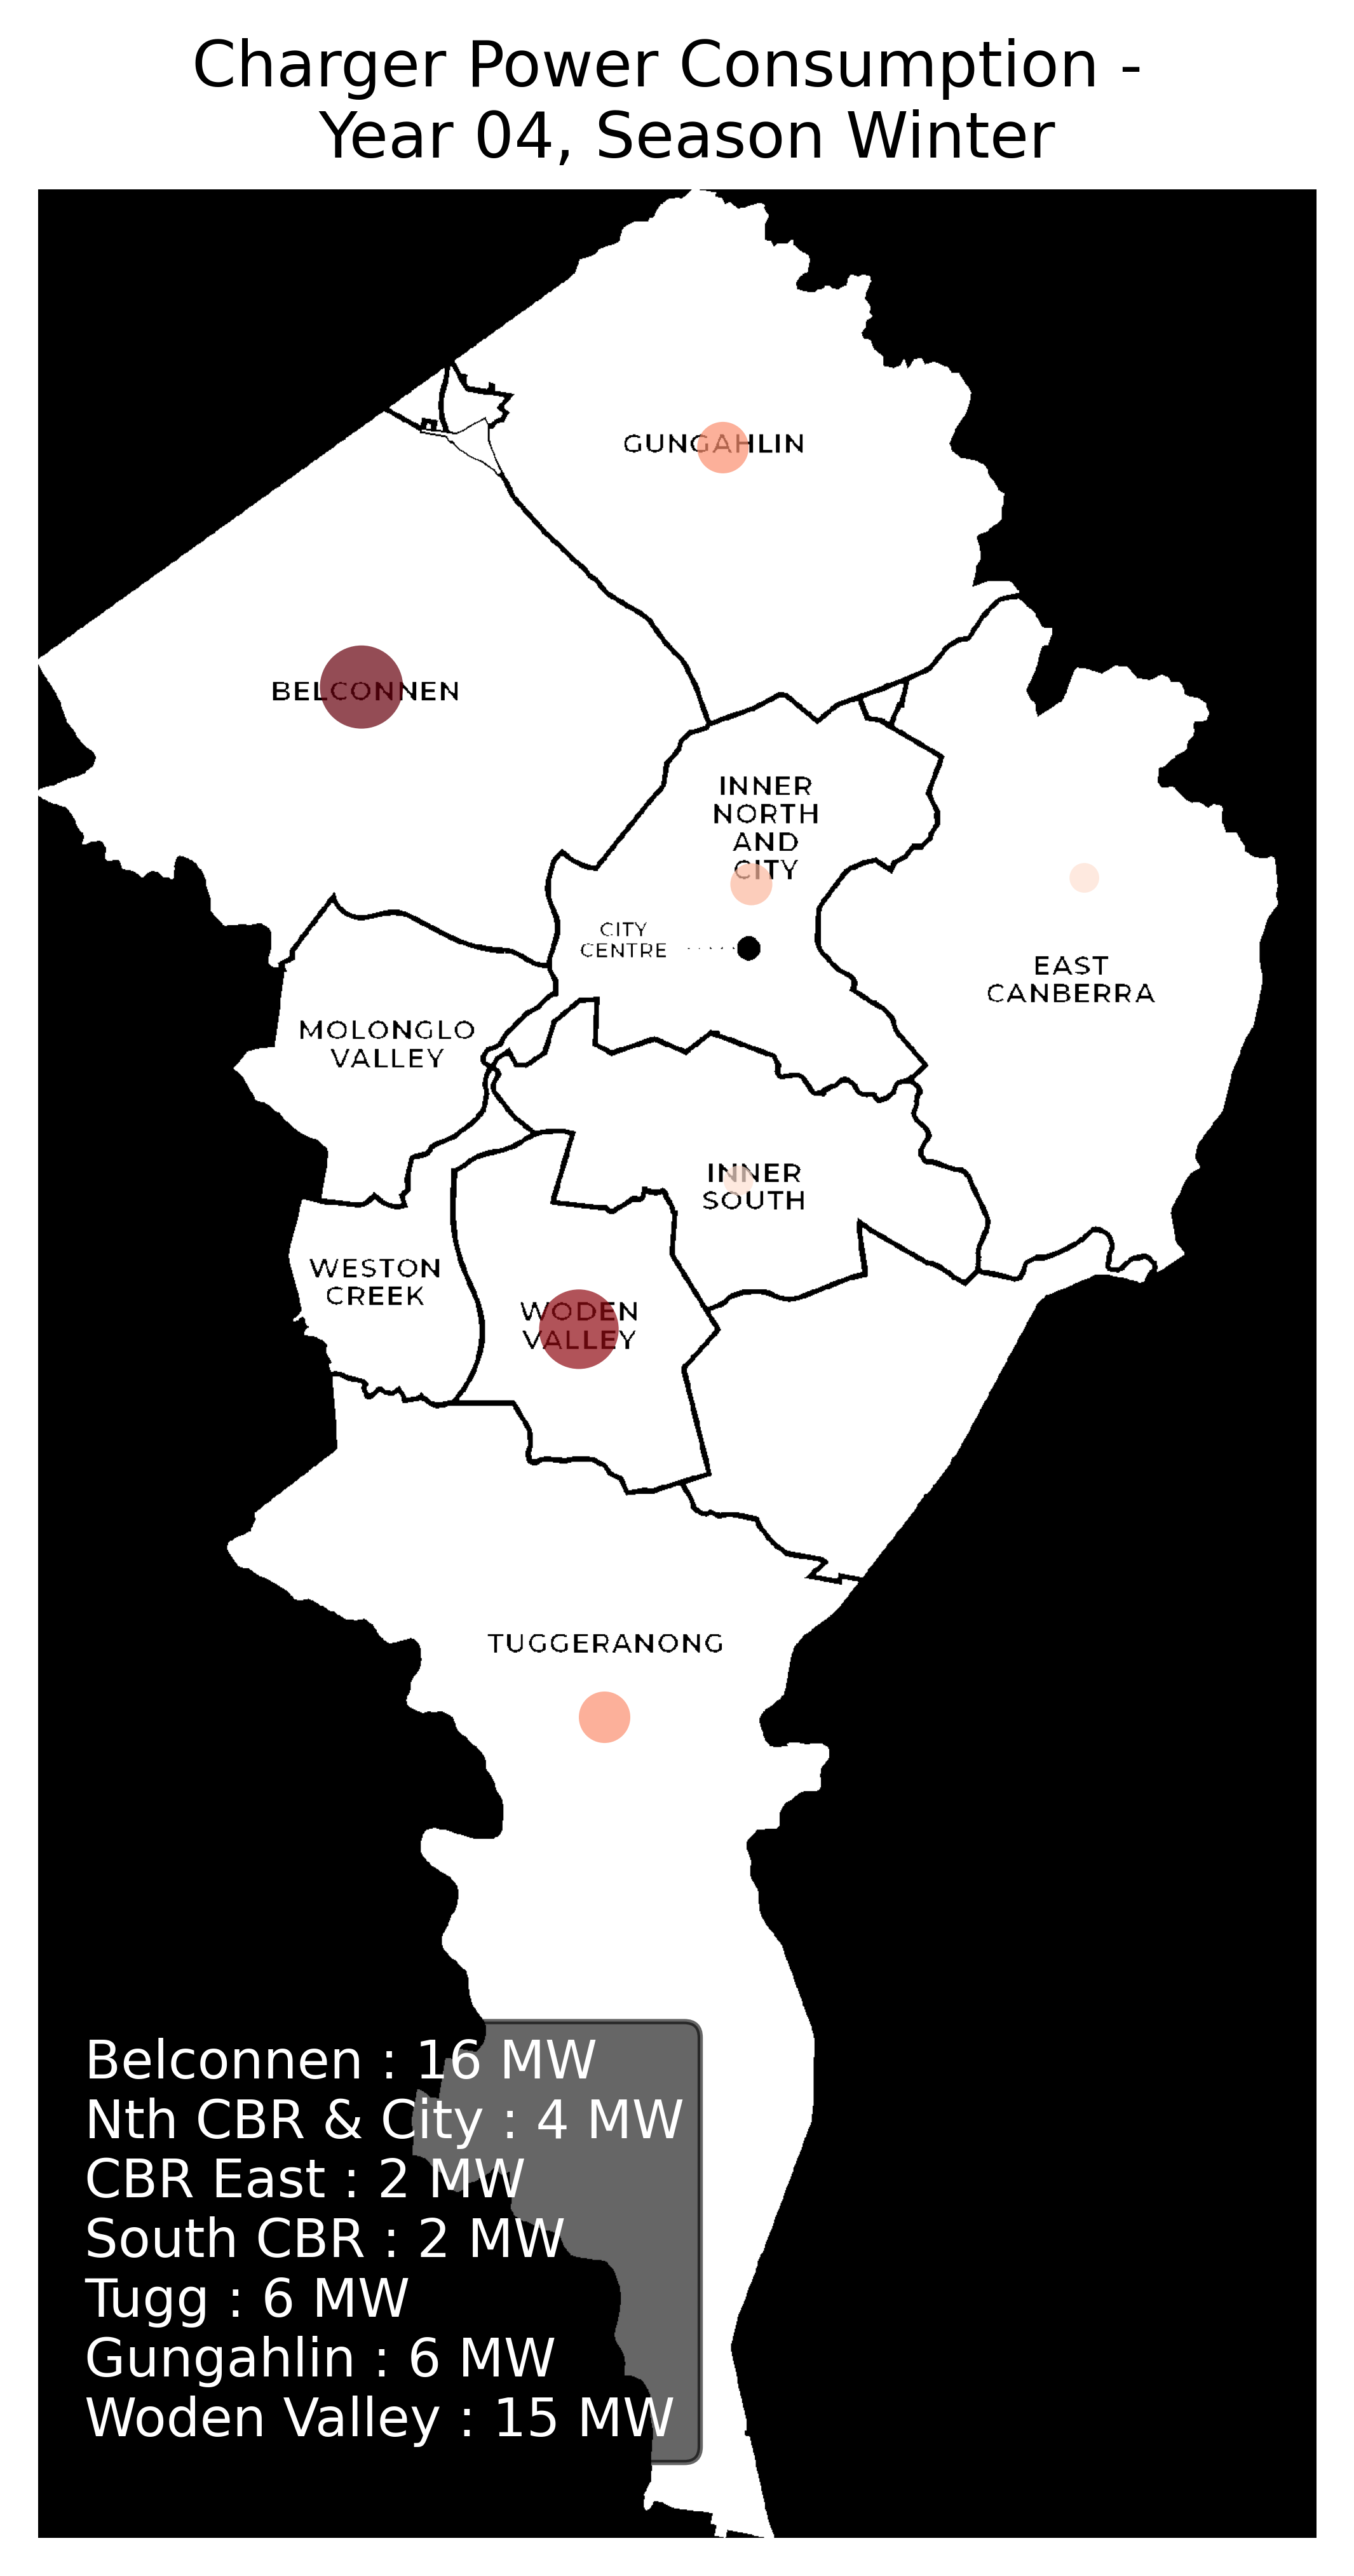 Charger Power Consumption -
Year 04, Season Winter
GUNGAHLIN
BELCONNEN
INNER
NORTH
AND
CITY
CITY
CENTRE
EAST
CANBERRA
MOLONGLO
VALLEY
INNER
SOUTH
WESTON
CREEK
WODEN
VALLEY
TUGGERANONG
Belconnen : 16 MW
Nth CBR & City : 4 MW
CBR East : 2 MW
South CBR : 2 MW
Tugg : 6 MW
Gungahlin : 6 MW
Woden Valley : 15 MW